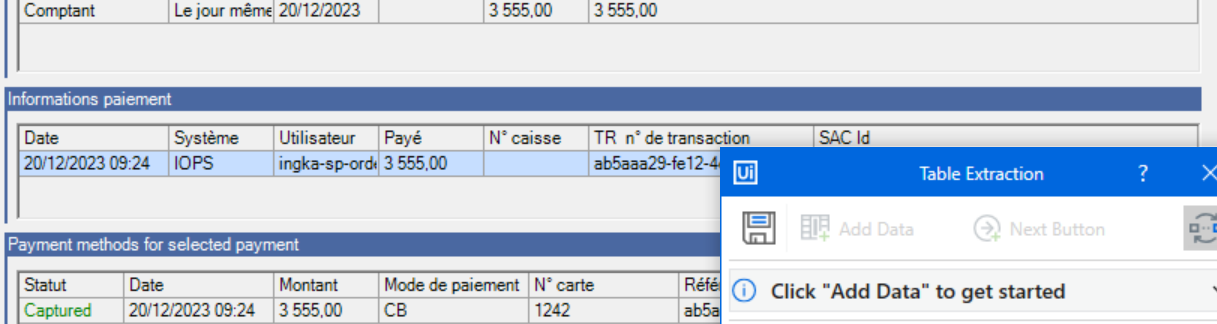 Comptant Le jour même 20/12/2023 3 555,00 3 555,00
Informations paiement
Date Système Utilisateur Payé N° caisse TR n° de transaction SAC Id
20/12/2023 09:24 IOPS ingka-sp-orde 3 555,00 ab5aaa29-fe12-4
Ui Table Extraction ?
Add Data Next Button
Payment methods for selected payment
Statut Date Montant Mode de paiement N° carte Référ
Click "Add Data" to get started
Captured 20/12/2023 09:24 3 555,00 CB 1242 ab5a